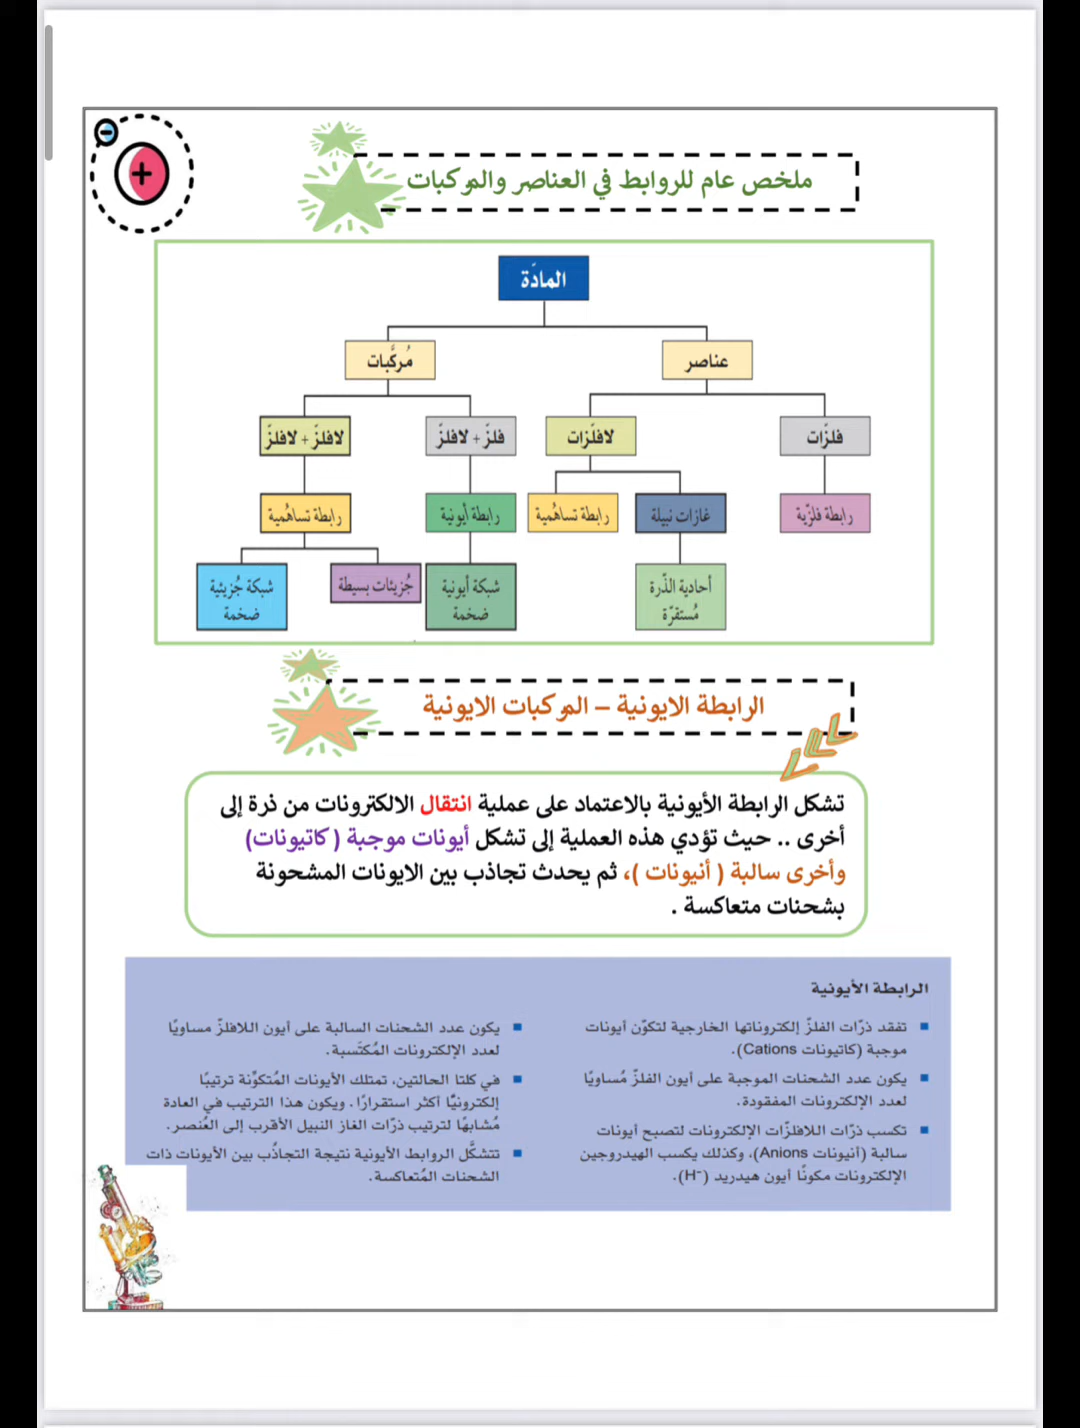 ملخص عام للروابط في العناصر والمركبات
المادّة
عناصر
مُركَّبات
فلزّات
لافلزّات
فلزّ + لافلزّ
لافلزّ + لافلزّ
رابطة فلزّية
غازات نبيلة
رابطة تساهُمية
رابطة أيونية
رابطة تساهُمية
أحادية الذّرة
مُستقرّة
شبكة أيونية
ضخمة
جُزيئات بسيطة
شبكة جُزيئية
ضخمة
الرابطة الايونية – المركبات الايونية
تشكل الرابطة الأيونية بالاعتماد على عملية انتقال الالكترونات من ذرة إلى
أخرى .. حيث تؤدي هذه العملية إلى تشكل أيونات موجبة ( كاتيونات)
وأخرى سالبة ( أنيونات )، ثم يحدث تجاذب بين الايونات المشحونة
بشحنات متعاكسة .
الرابطة الأيونية
■ تفقد ذرّات الفلزّ إلكتروناتها الخارجية لتكوّن أيونات
موجبة (كاتيونات Cations).
■ يكون عدد الشحنات الموجبة على أيون الفلزّ مُساويًا
لعدد الإلكترونات المفقودة.
■ تكسب ذرّات اللافلزّات الإلكترونات لتصبح أيونات
سالبة (أنيونات Anions)، وكذلك يكسب الهيدروجين
الإلكترونات مكونًا أيون هيدريد (H⁻).
■ يكون عدد الشحنات السالبة على أيون اللافلزّ مساويًا
لعدد الإلكترونات المُكتَسبة.
■ في كلتا الحالتين، تمتلك الأيونات المُتكوِّنة ترتيبًا
إلكترونيًّا أكثر استقرارًا. ويكون هذا الترتيب في العادة
مُشابهًا لترتيب ذرّات الغاز النبيل الأقرب إلى العُنصر.
■ تتشكَّل الروابط الأيونية نتيجة التجاذُب بين الأيونات ذات
الشحنات المُتعاكسة.